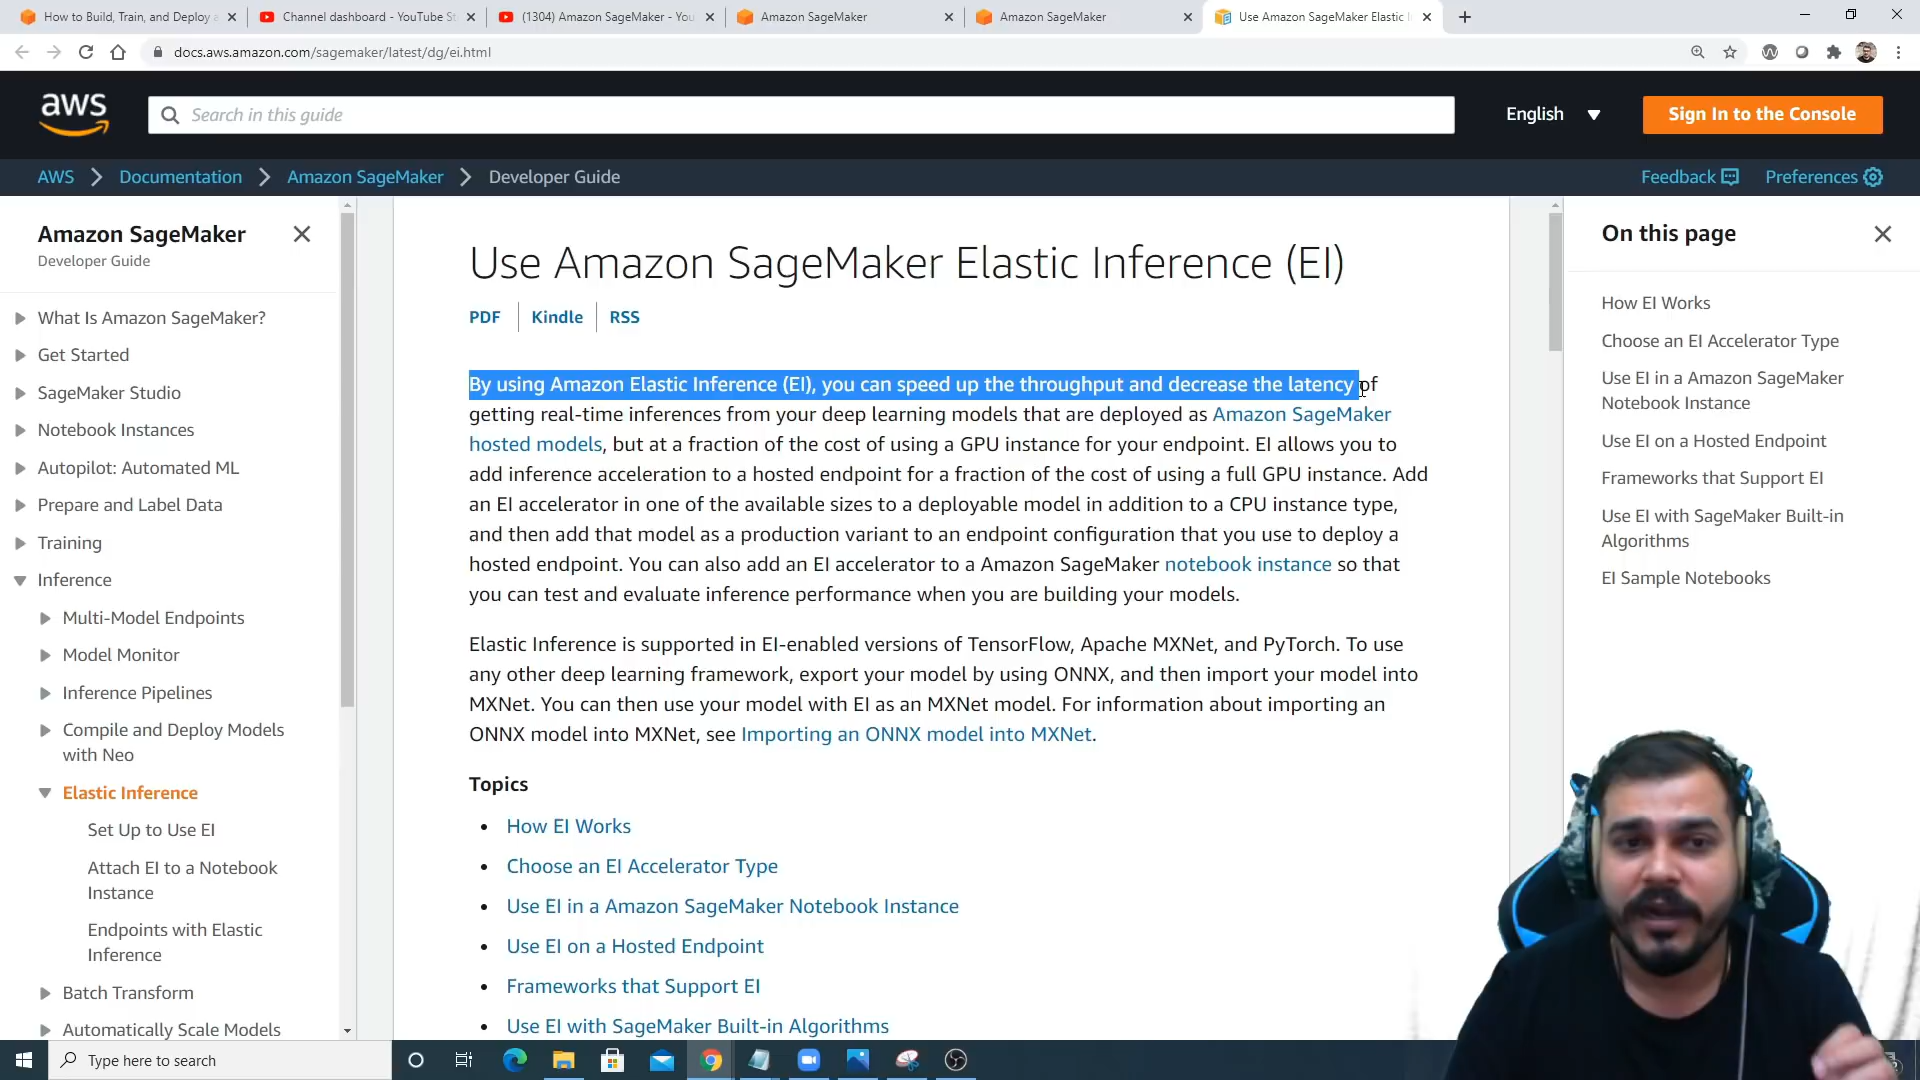 How to Build, Train, and Deploy a
Channel dashboard - YouTube St
(1304) Amazon SageMaker - You
Amazon SageMaker
Amazon SageMaker
Use Amazon SageMaker Elastic I
docs.aws.amazon.com/sagemaker/latest/dg/ei.html
aws
Search in this guide
English
Sign In to the Console
AWS > Documentation > Amazon SageMaker > Developer Guide
Feedback
Preferences
Amazon SageMaker
Developer Guide
What Is Amazon SageMaker?
Get Started
SageMaker Studio
Notebook Instances
Autopilot: Automated ML
Prepare and Label Data
Training
Inference
Multi-Model Endpoints
Model Monitor
Inference Pipelines
Compile and Deploy Models
with Neo
Elastic Inference
Set Up to Use EI
Attach EI to a Notebook
Instance
Endpoints with Elastic
Inference
Batch Transform
Automatically Scale Models
Use Amazon SageMaker Elastic Inference (EI)
PDF
Kindle
RSS
By using Amazon Elastic Inference (EI), you can speed up the throughput and decrease the latency of
getting real-time inferences from your deep learning models that are deployed as Amazon SageMaker
hosted models, but at a fraction of the cost of using a GPU instance for your endpoint. EI allows you to
add inference acceleration to a hosted endpoint for a fraction of the cost of using a full GPU instance. Add
an EI accelerator in one of the available sizes to a deployable model in addition to a CPU instance type,
and then add that model as a production variant to an endpoint configuration that you use to deploy a
hosted endpoint. You can also add an EI accelerator to a Amazon SageMaker notebook instance so that
you can test and evaluate inference performance when you are building your models.
Elastic Inference is supported in EI-enabled versions of TensorFlow, Apache MXNet, and PyTorch. To use
any other deep learning framework, export your model by using ONNX, and then import your model into
MXNet. You can then use your model with EI as an MXNet model. For information about importing an
ONNX model into MXNet, see Importing an ONNX model into MXNet.
Topics
• How EI Works
• Choose an EI Accelerator Type
• Use EI in a Amazon SageMaker Notebook Instance
• Use EI on a Hosted Endpoint
• Frameworks that Support EI
• Use EI with SageMaker Built-in Algorithms
On this page
How EI Works
Choose an EI Accelerator Type
Use EI in a Amazon SageMaker
Notebook Instance
Use EI on a Hosted Endpoint
Frameworks that Support EI
Use EI with SageMaker Built-in
Algorithms
EI Sample Notebooks
Type here to search